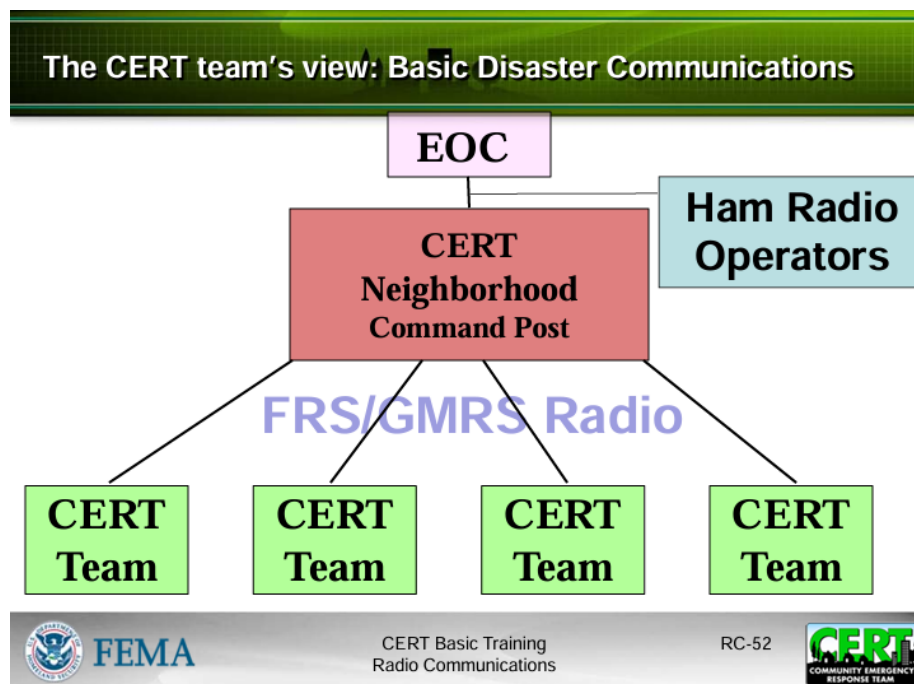 The CERT team's view: Basic Disaster Communications
EOC
Ham Radio
Operators
CERT
Neighborhood
Command Post
FRS/GMRS Radio
CERT
Team
CERT
Team
CERT
Team
CERT
Team
FEMA
CERT Basic Training
Radio Communications
RC-52
CERT
COMMUNITY EMERGENCY
RESPONSE TEAM